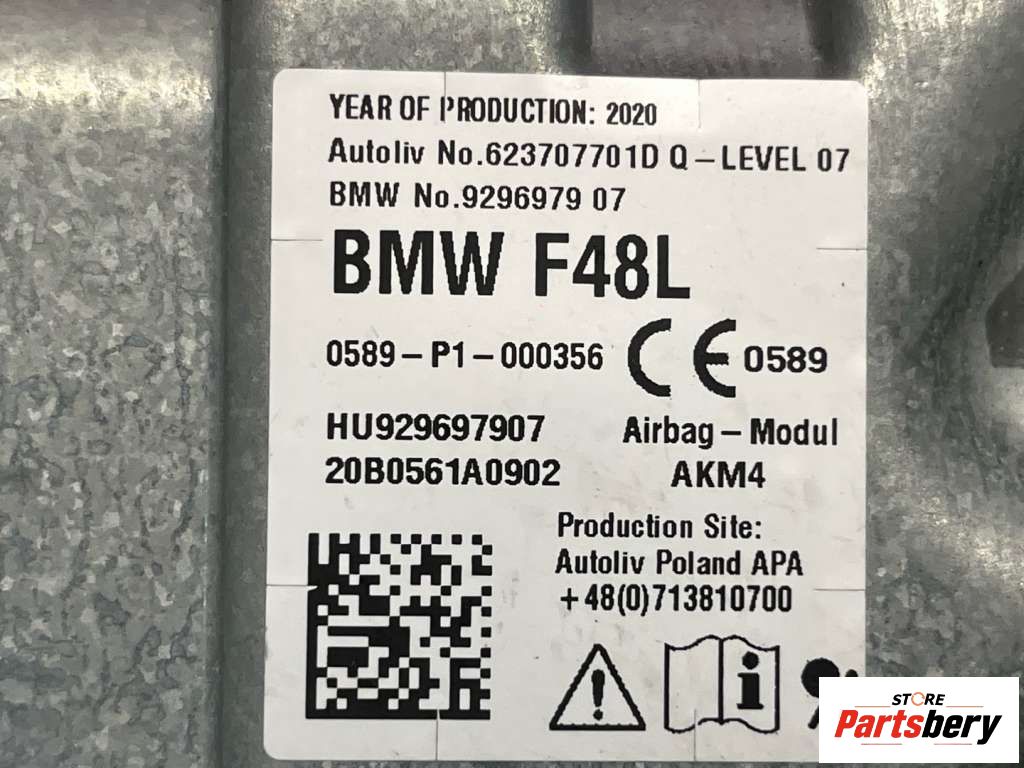 YEAR OF PRODUCTION: 2020
Autoliv No.623707701D Q-LEVEL 07
BMW No.9296979 07
BMW F48L
0589-P1-000356 CE 0589
HU929697907 Airbag-Modul
20B0561A0902 AKM4
Production Site:
Autoliv Poland APA
+48(0)713810700
i
STORE
Partsbery